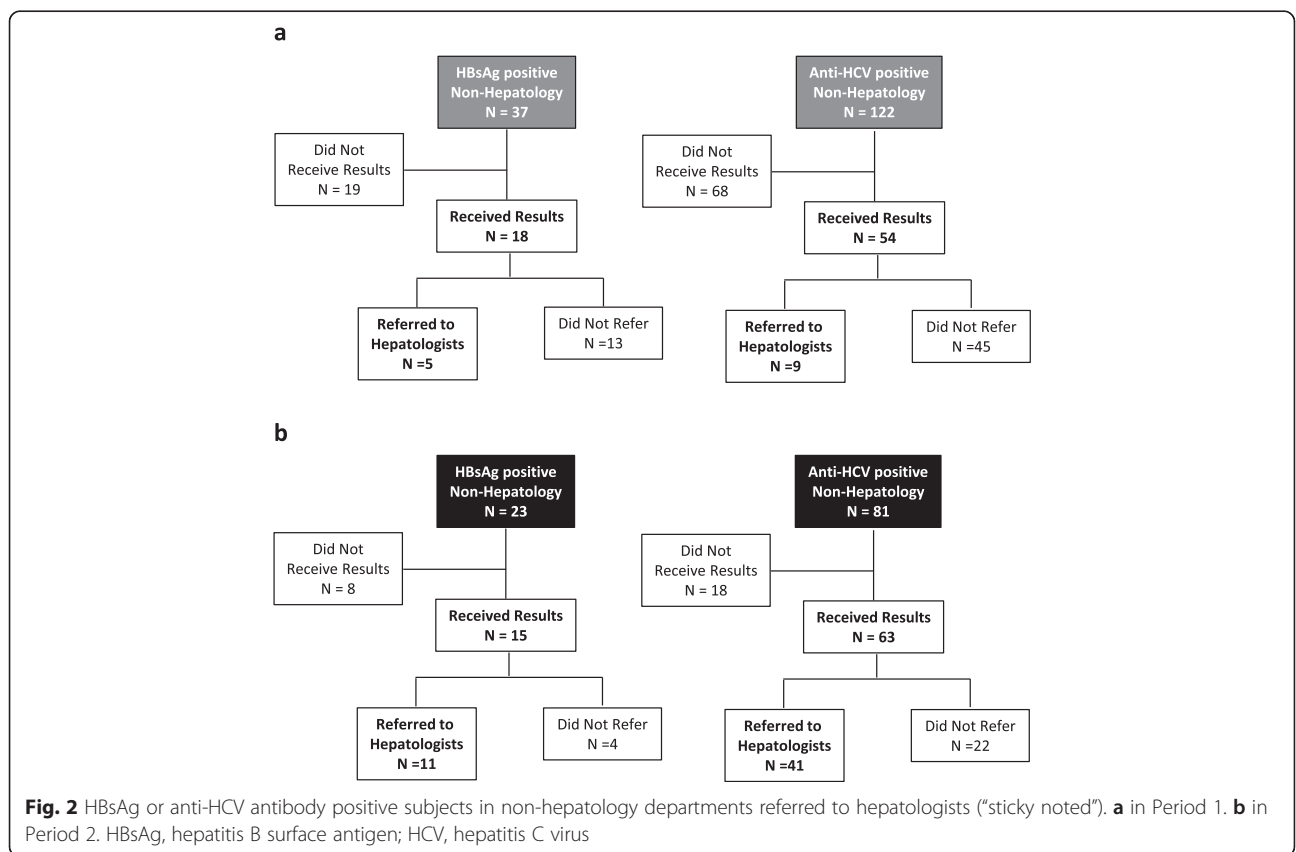 a
HBsAg positive
Non-Hepatology
N = 37
Anti-HCV positive
Non-Hepatology
N = 122
Did Not
Receive Results
N = 19
Did Not
Receive Results
N = 68
Received Results
N = 18
Received Results
N = 54
Referred to
Hepatologists
N =5
Did Not Refer
N =13
Referred to
Hepatologists
N =9
Did Not Refer
N =45
b
HBsAg positive
Non-Hepatology
N = 23
Anti-HCV positive
Non-Hepatology
N = 81
Did Not
Receive Results
N = 8
Did Not
Receive Results
N = 18
Received Results
N = 15
Received Results
N = 63
Referred to
Hepatologists
N =11
Did Not Refer
N =4
Referred to
Hepatologists
N =41
Did Not Refer
N =22
Fig. 2 HBsAg or anti-HCV antibody positive subjects in non-hepatology departments referred to hepatologists (“sticky noted”). a in Period 1. b in
Period 2. HBsAg, hepatitis B surface antigen; HCV, hepatitis C virus